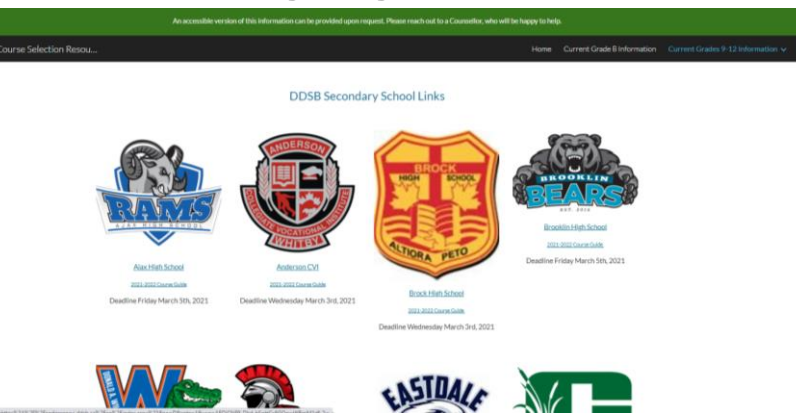 An accessible version of this information can be provided upon request. Please reach out to a Counsellor, who will be happy to help.
Course Selection Resou...
Home Current Grade 8 Information Current Grades 9-12 Information
DDSB Secondary School Links
RAMS
AJAX HIGH SCHOOL
Ajax High School
2021-2022 Course Guide
Deadline Friday March 5th, 2021
ANDERSON
COLLEGIATE VOCATIONAL INSTITUTE
WHITBY
Anderson CVI
2021-2022 Course Guide
Deadline Wednesday March 3rd, 2021
BROCK
HIGH SCHOOL
ALTIORA PETO
Brock High School
2021-2022 Course Guide
Deadline Wednesday March 3rd, 2021
BROOKLIN
BEARS
Brooklin High School
2021-2022 Course Guide
Deadline Friday March 5th, 2021
W
EASTDALE